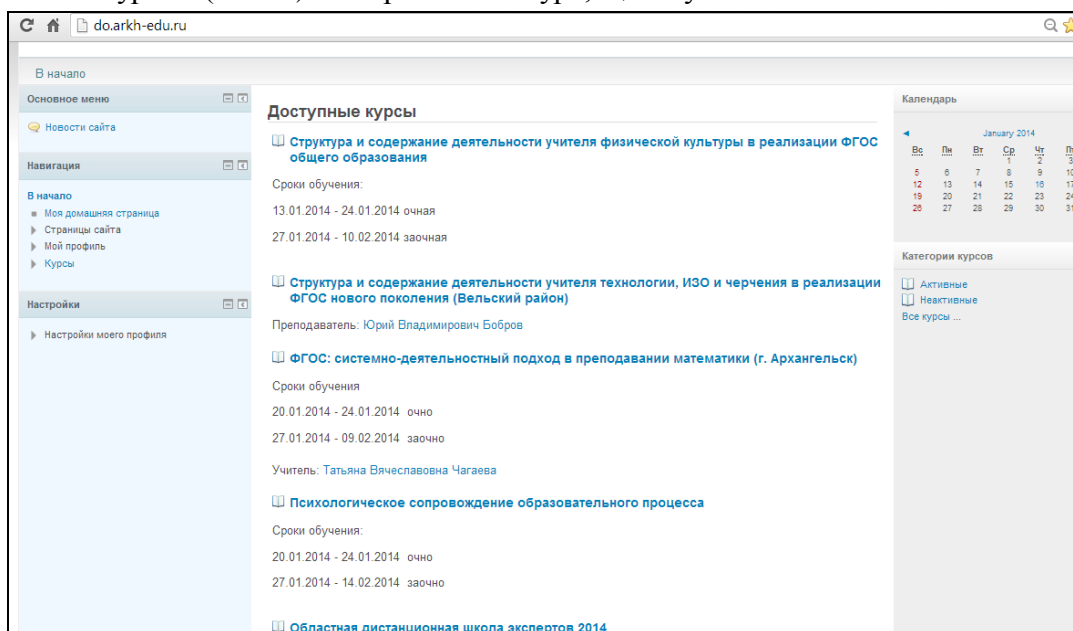 do.arkh-edu.ru
В начало
Основное меню
Новости сайта
Навигация
В начало
Моя домашняя страница
Страницы сайта
Мой профиль
Курсы
Настройки
Настройки моего профиля
Доступные курсы
Структура и содержание деятельности учителя физической культуры в реализации ФГОС
общего образования
Сроки обучения:
13.01.2014 - 24.01.2014 очная
27.01.2014 - 10.02.2014 заочная
Структура и содержание деятельности учителя технологии, ИЗО и черчения в реализации
ФГОС нового поколения (Вельский район)
Преподаватель: Юрий Владимирович Бобров
ФГОС: системно-деятельностный подход в преподавании математики (г. Архангельск)
Сроки обучения
20.01.2014 - 24.01.2014 очно
27.01.2014 - 09.02.2014 заочно
Учитель: Татьяна Вячеславовна Чагаева
Психологическое сопровождение образовательного процесса
Сроки обучения:
20.01.2014 - 24.01.2014 очно
27.01.2014 - 14.02.2014 заочно
Областная дистанционная школа экспертов 2014
Календарь
January 2014
Вс Пн Вт Ср Чт
1 2 3
5 6 7 8 9 10
12 13 14 15 16 17
19 20 21 22 23 24
26 27 28 29 30 31
Категории курсов
Активные
Неактивные
Все курсы ...